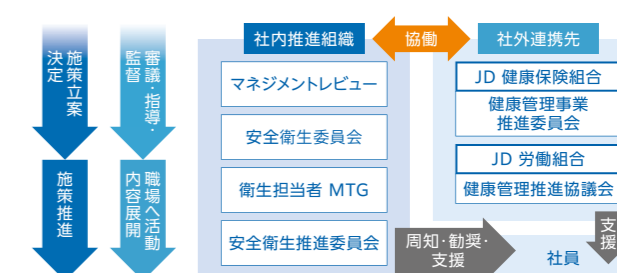 施策立案
決定
審議・指導・
監督
施策推進
職場へ活動
内容展開
社内推進組織
協働
社外連携先
マネジメントレビュー
安全衛生委員会
衛生担当者 MTG
安全衛生推進委員会
JD 健康保険組合
健康管理事業
推進委員会
JD 労働組合
健康管理推進協議会
周知・勧奨・
支援
支援
社員